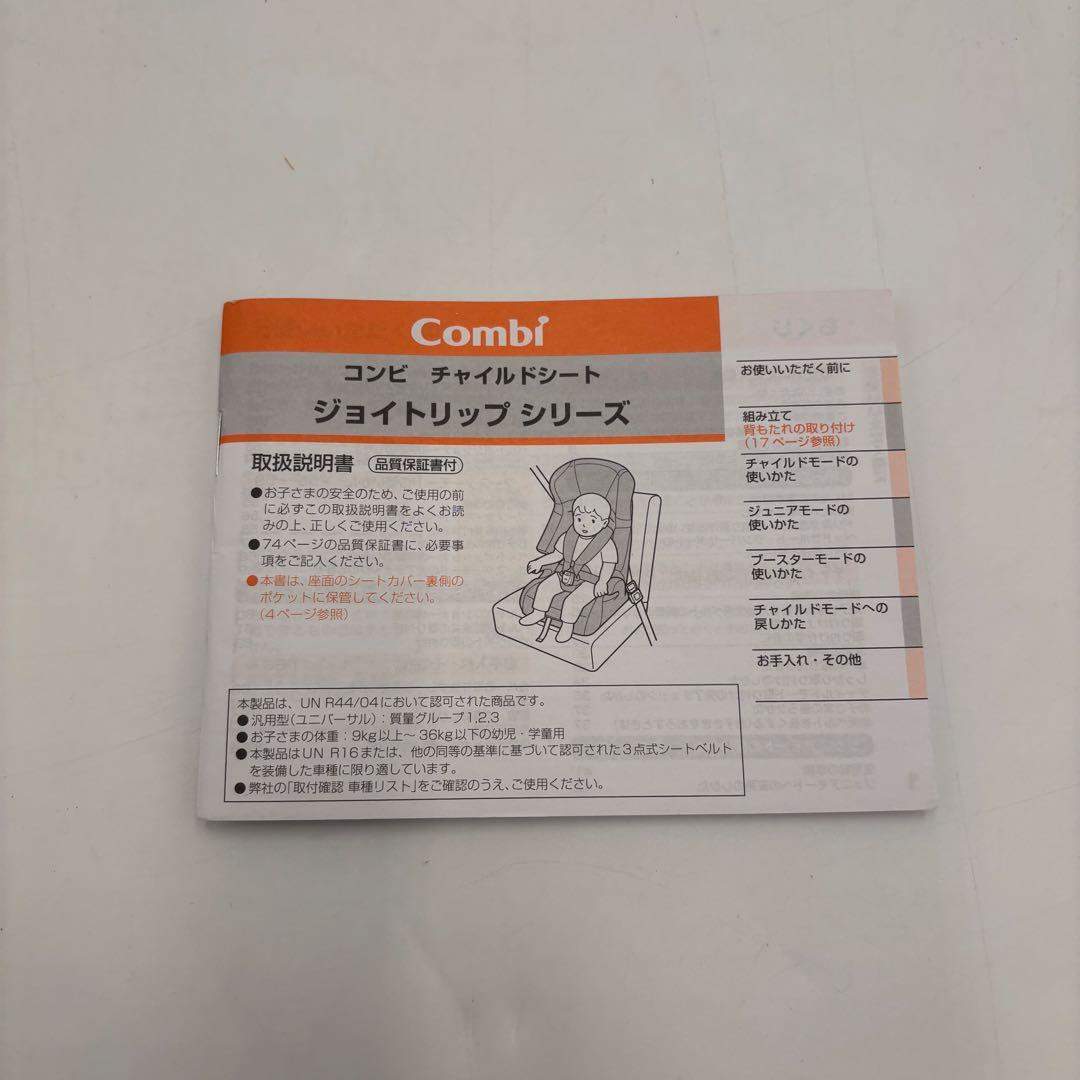 Combi
コンビ チャイルドシート
ジョイトリップ シリーズ
取扱説明書 品質保証書付
●お子さまの安全のため、ご使用の前
に必ずこの取扱説明書をよくお読
みの上、正しくご使用ください。
●74ページの品質保証書に、必要事
項をご記入ください。
●本書は、座面のシートカバー裏側の
ポケットに保管してください。
(4ページ参照)
本製品は、UN R44/04において認可された商品です。
●汎用型(ユニバーサル):質量グループ1,2,3
●お子さまの体重:9kg以上〜36kg以下の幼児・学童用
●本製品はUN R16または、他の同等の基準に基づいて認可された3点式シートベルト
を装備した車種に限り適しています。
●弊社の「取付確認 車種リスト」をご確認のうえ、ご使用ください。
お使いいただく前に
組み立て
背もたれの取り付け
(17ページ参照)
チャイルドモードの
使いかた
ジュニアモードの
使いかた
ブースターモードの
使いかた
チャイルドモードへの
戻しかた
お手入れ・その他